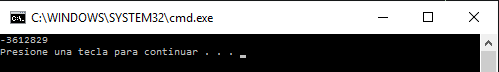 C:\WINDOWS\SYSTEM32\cmd.exe
-3612829
Presione una tecla para continuar . . .